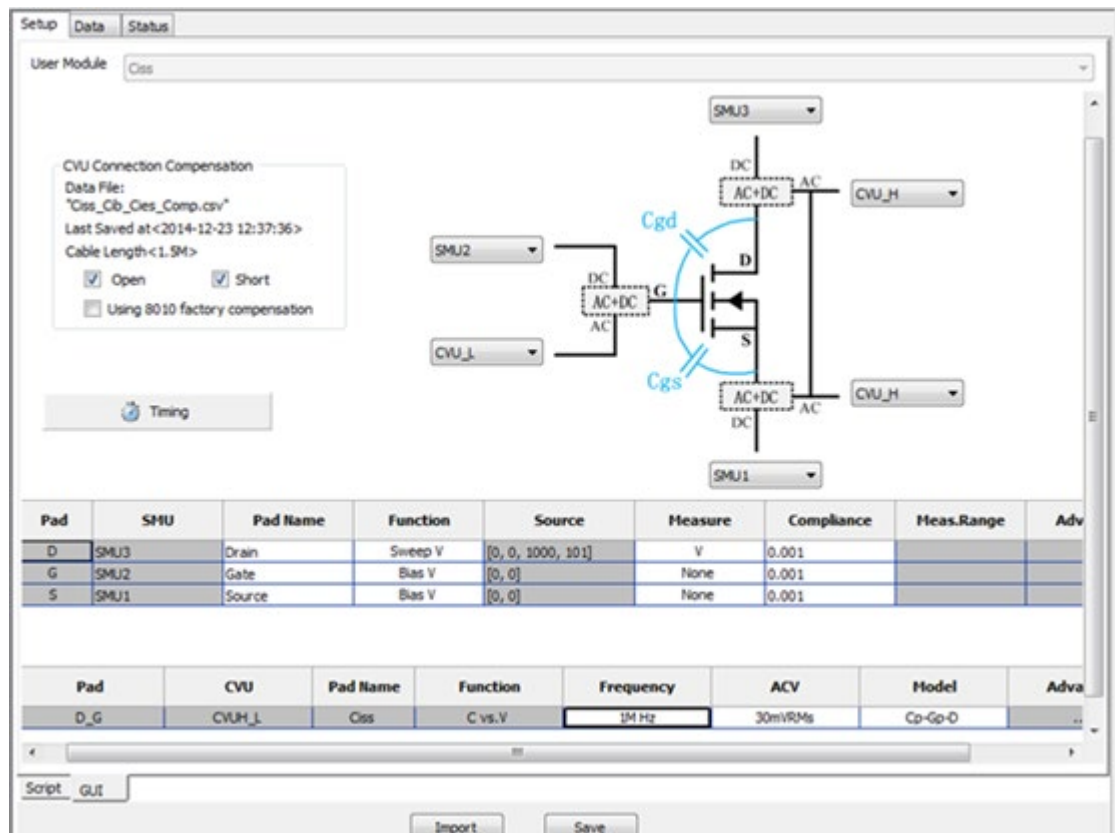 Setup Data Status
User Module Ciss
SMU3
CVU Connection Compensation
Data File:
"Ciss_Cib_Cies_Comp.csv"
Last Saved at<2014-12-23 12:37:36>
Cable Length<1.5M>
Open Short
Using 8010 factory compensation
Timing
DC
AC+DC AC CVU_H
Cgd
SMU2
D
DC
AC+DC G
AC
S
CVU_L
Cgs
AC+DC AC CVU_H
DC
SMU1
Pad SMU Pad Name Function Source Measure Compliance Meas.Range Adv
D SMU3 Drain Sweep V [0, 0, 1000, 101] V 0.001
G SMU2 Gate Bias V [0, 0] None 0.001
S SMU1 Source Bias V [0, 0] None 0.001
Pad CVU Pad Name Function Frequency ACV Model Adva
D_G CVUH_L Ciss C vs.V 1M Hz 30mVRMs Cp-Gp-D ..
Script GUI
Import Save